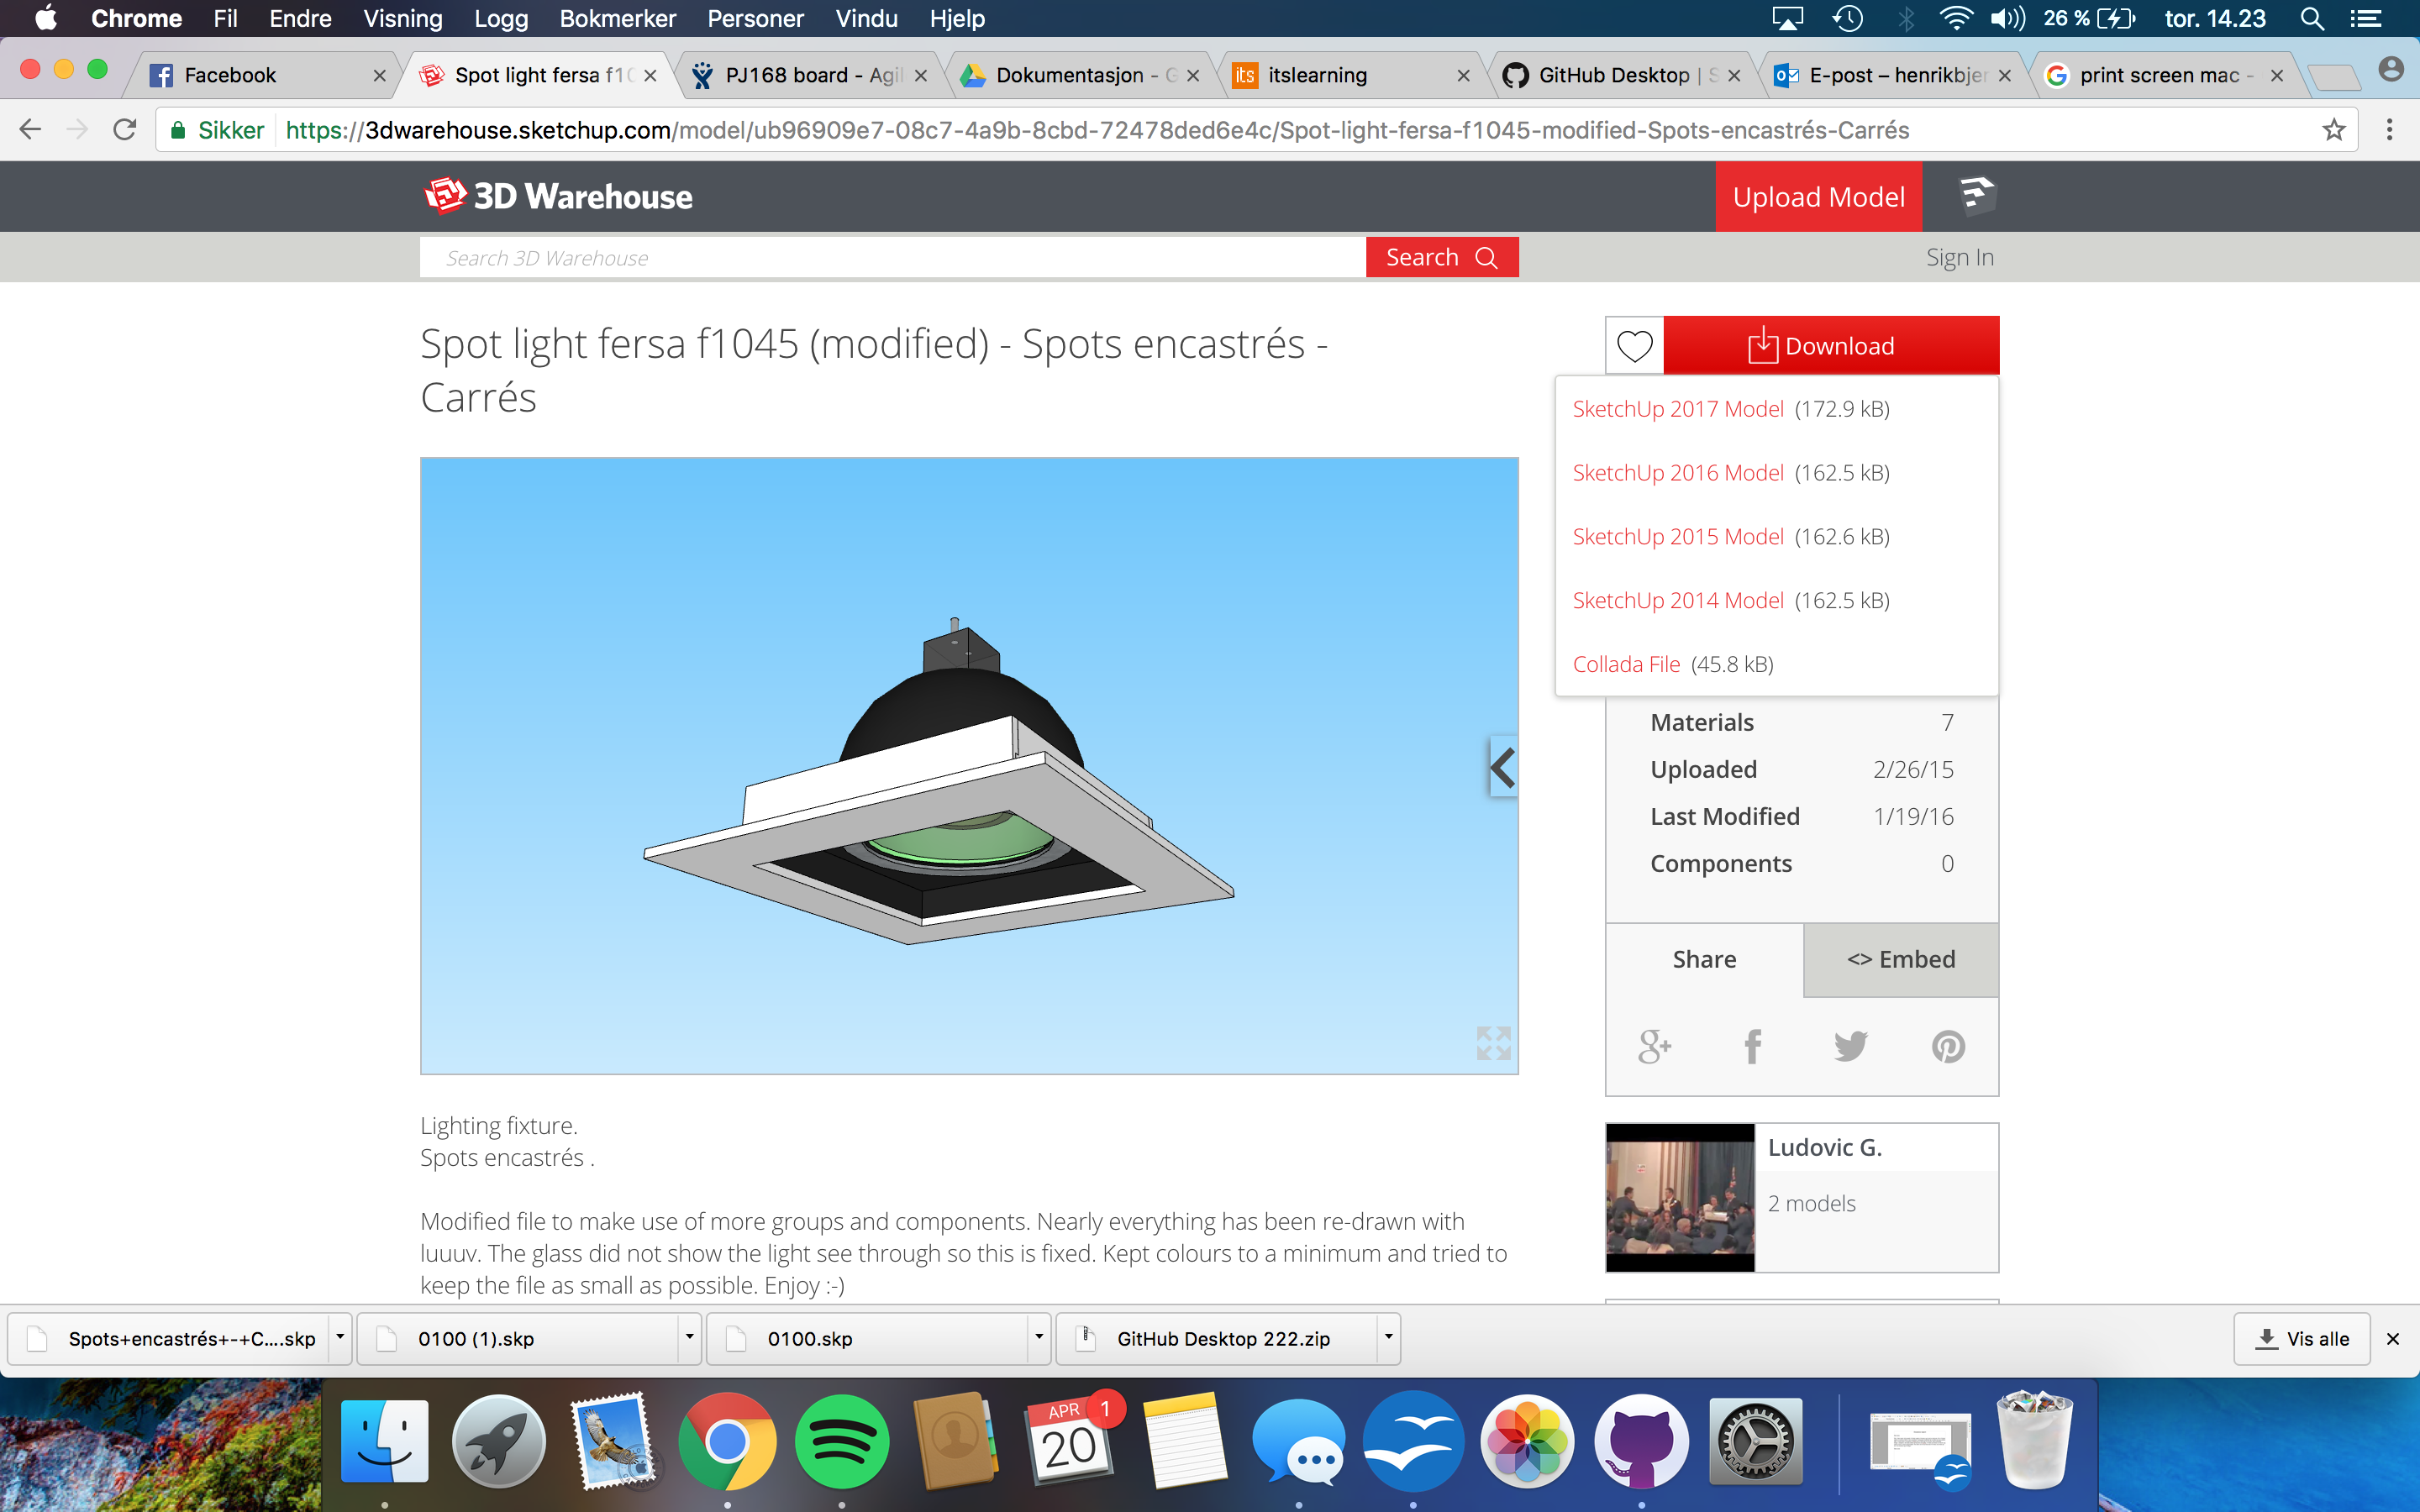 Chrome Fil Endre Visning Logg Bokmerker Personer Vindu Hjelp 26 % tor. 14.23
Facebook
Spot light fersa f10
PJ168 board - Agil
Dokumentasjon - G
its itslearning
GitHub Desktop | S
E-post – henrikbjer
print screen mac -
Sikker https://3dwarehouse.sketchup.com/model/ub96909e7-08c7-4a9b-8cbd-72478ded6e4c/Spot-light-fersa-f1045-modified-Spots-encastrés-Carrés
3D Warehouse
Upload Model
Search 3D Warehouse
Search
Sign In
Spot light fersa f1045 (modified) - Spots encastrés -
Carrés
Download
SketchUp 2017 Model (172.9 kB)
SketchUp 2016 Model (162.5 kB)
SketchUp 2015 Model (162.6 kB)
SketchUp 2014 Model (162.5 kB)
Collada File (45.8 kB)
Materials 7
Uploaded 2/26/15
Last Modified 1/19/16
Components 0
Share
<> Embed
Ludovic G.
2 models
Lighting fixture.
Spots encastrés .
Modified file to make use of more groups and components. Nearly everything has been re-drawn with
luuuv. The glass did not show the light see through so this is fixed. Kept colours to a minimum and tried to
keep the file as small as possible. Enjoy :-)
Spots+encastrés+-+C....skp
0100 (1).skp
0100.skp
GitHub Desktop 222.zip
Vis alle
APR
20
1